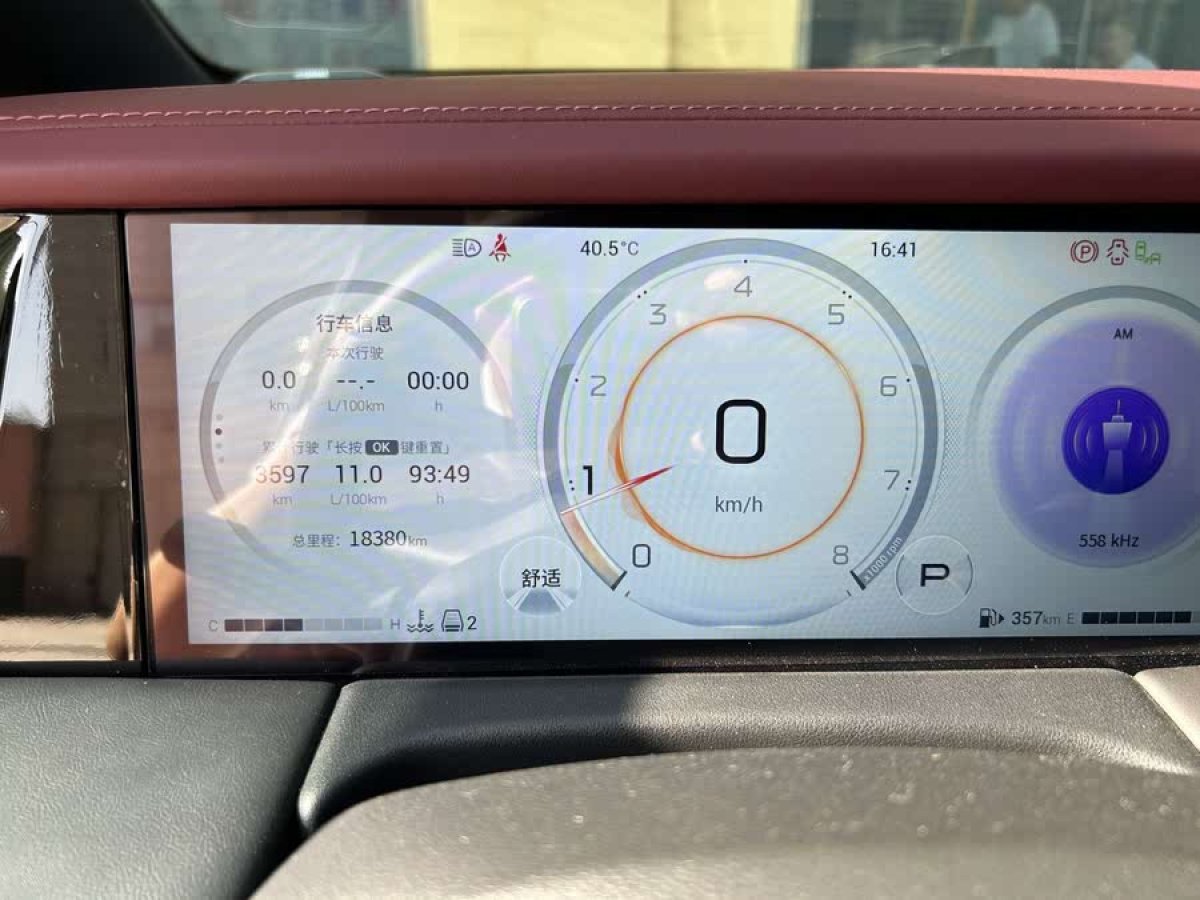 40.5°C
16:41
行车信息
本次行驶
0.0 --.- 00:00
km L/100km h
行驶「长按 OK 键重置」
3597 11.0 93:49
km L/100km h
总里程：18380km
舒适
C H 2
0 1 2 3 4 5 6 7 8
x1000 rpm
0
km/h
P
AM
558 kHz
357km E